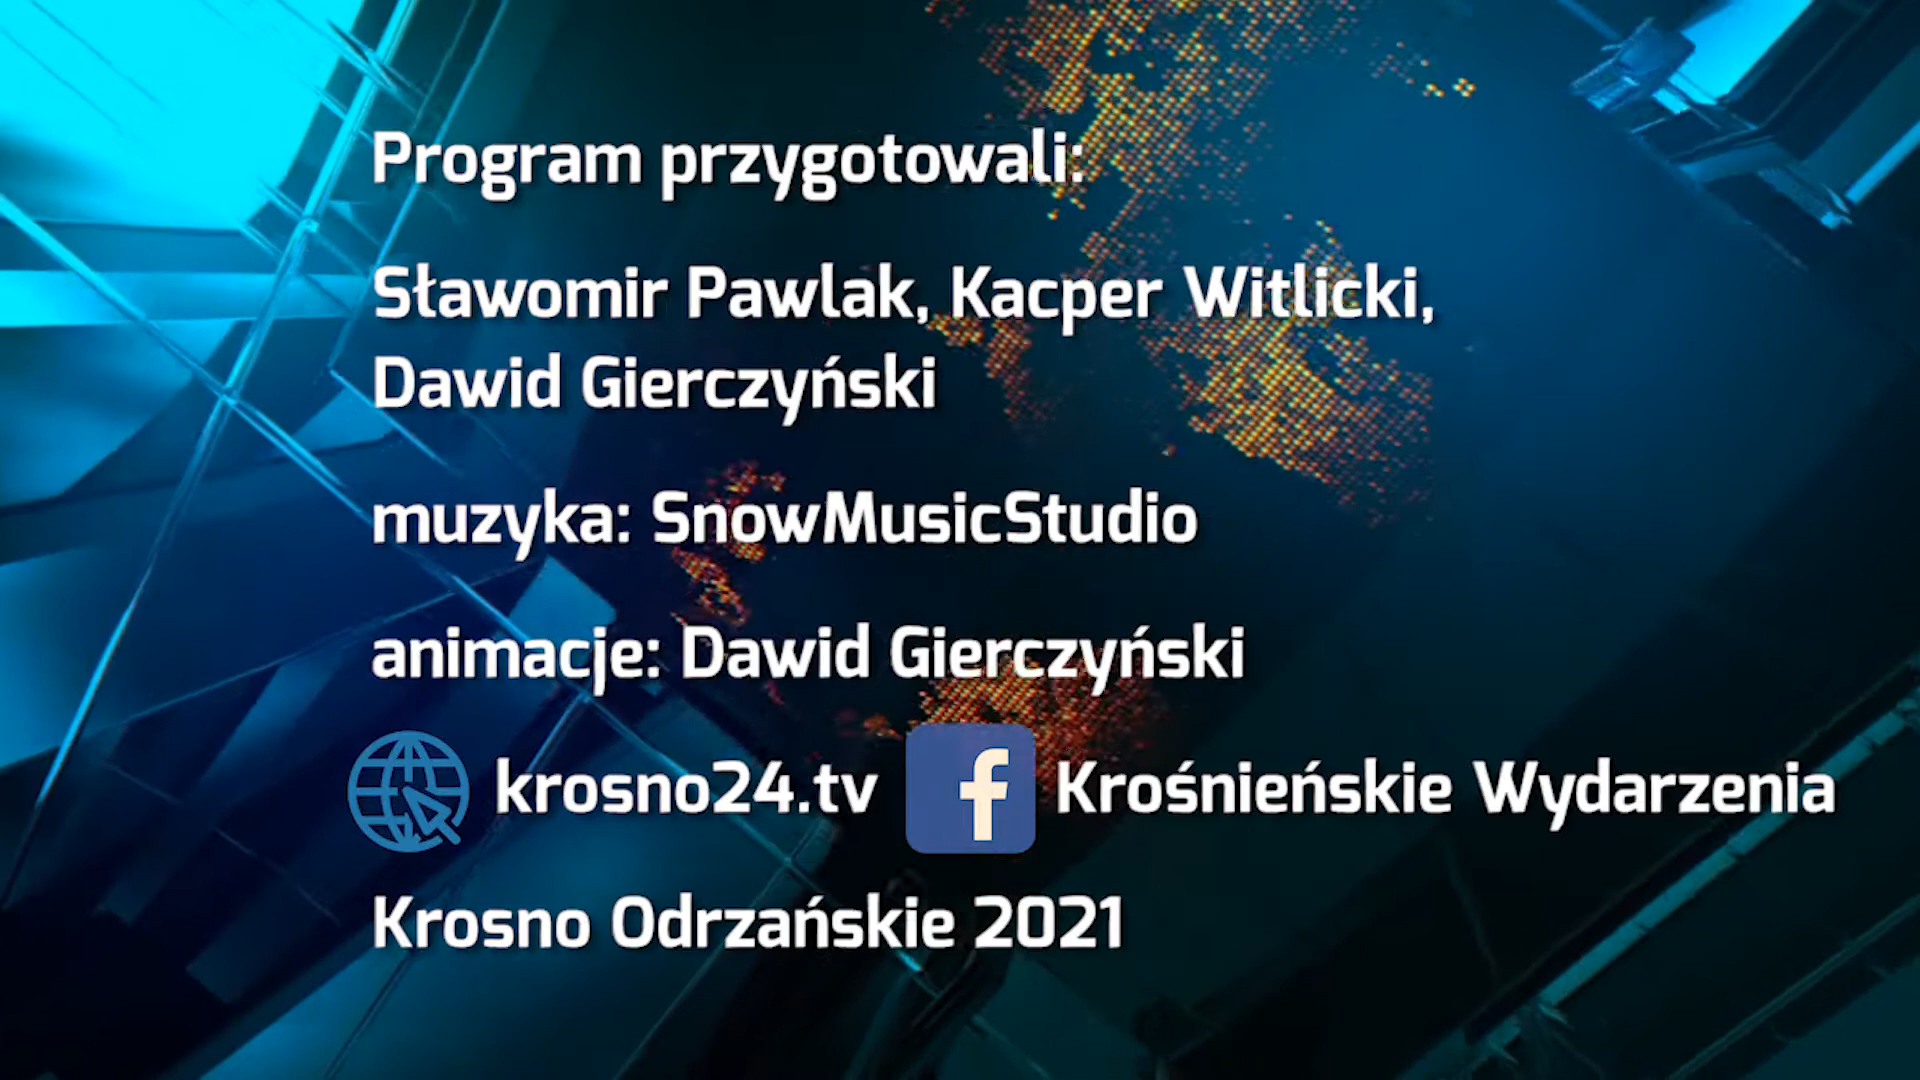 Program przygotowali:
Sławomir Pawlak, Kacper Witlicki,
Dawid Gierczyński
muzyka: SnowMusicStudio
animacje: Dawid Gierczyński
krosno24.tv f Krośnieńskie Wydarzenia
Krosno Odrzańskie 2021